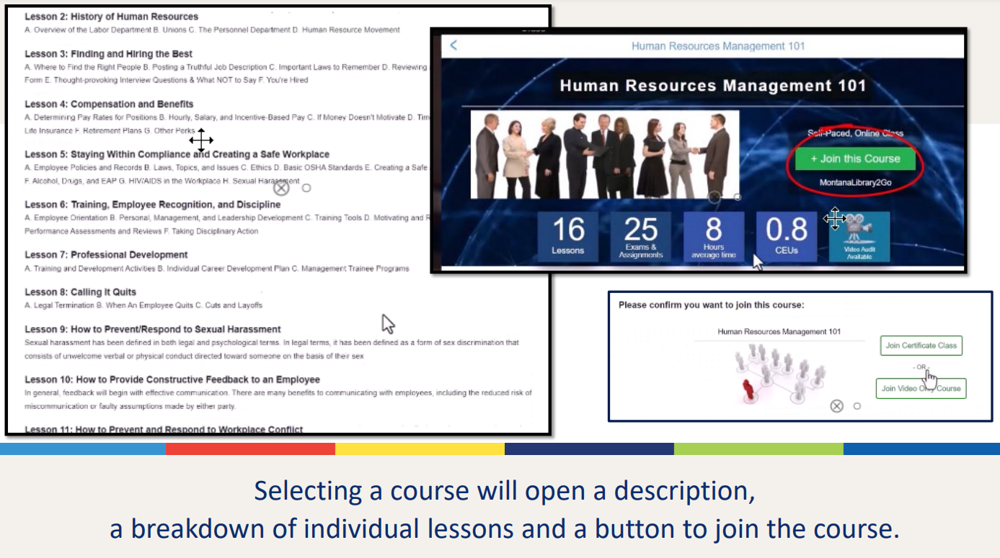 Lesson 2: History of Human Resources
A. Overview of the Labor Department B. Unions C. The Personnel Department D. Human Resource Movement
Lesson 3: Finding and Hiring the Best
A. Where to Find the Right People B. Posting a Truthful Job Description C. Important Laws to Remember D. Reviewing
Form E. Thought-provoking Interview Questions & What NOT to Say F. You're Hired
Lesson 4: Compensation and Benefits
A. Determining Pay Rates for Positions B. Hourly, Salary, and Incentive-Based Pay C. If Money Doesn't Motivate D.
Life Insurance F. Retirement Plans G. Other Perks
Lesson 5: Staying Within Compliance and Creating a Safe Workplace
A. Employee Policies and Records B. Laws, Topics, and Issues C. Ethics D. Basic OSHA Standards E. Creating a Safe
F. Alcohol, Drugs, and EAP G. HIV/AIDS in the Workplace H. Sexual Harassment
Lesson 6: Training, Employee Recognition, and Discipline
A. Employee Orientation B. Personal, Management, and Leadership Development C. Training Tools D. Motivating and
Performance Assessments and Reviews F. Taking Disciplinary Action
Lesson 7: Professional Development
A. Training and Development Activities B. Individual Career Development Plan C. Management Trainee Programs
Lesson 8: Calling It Quits
A. Legal Termination B. When An Employee Quits C. Cuts and Layoffs
Lesson 9: How to Prevent/Respond to Sexual Harassment
Sexual harassment has been defined in both legal and psychological terms. In legal terms, it has been defined as a form of sex discrimination that
consists of unwelcome verbal or physical conduct directed toward someone on the basis of their sex
Lesson 10: How to Provide Constructive Feedback to an Employee
In general, feedback will begin with effective communication. There are many benefits to communicating with employees, including the reduced risk of
miscommunication or faulty assumptions made by either party.
Lesson 11: How to Prevent and Respond to Workplace Conflict
Human Resources Management 101
Human Resources Management 101
Self-Paced, Online Class
+ Join this Course
MontanaLibrary2Go
16
Lessons
25
Exams &
Assignments
8
Hours
average time
0.8
CEUs
Video Audit
Available
Please confirm you want to join this course:
Human Resources Management 101
Join Certificate Class
- OR -
Join Video Only Course
Selecting a course will open a description,
a breakdown of individual lessons and a button to join the course.